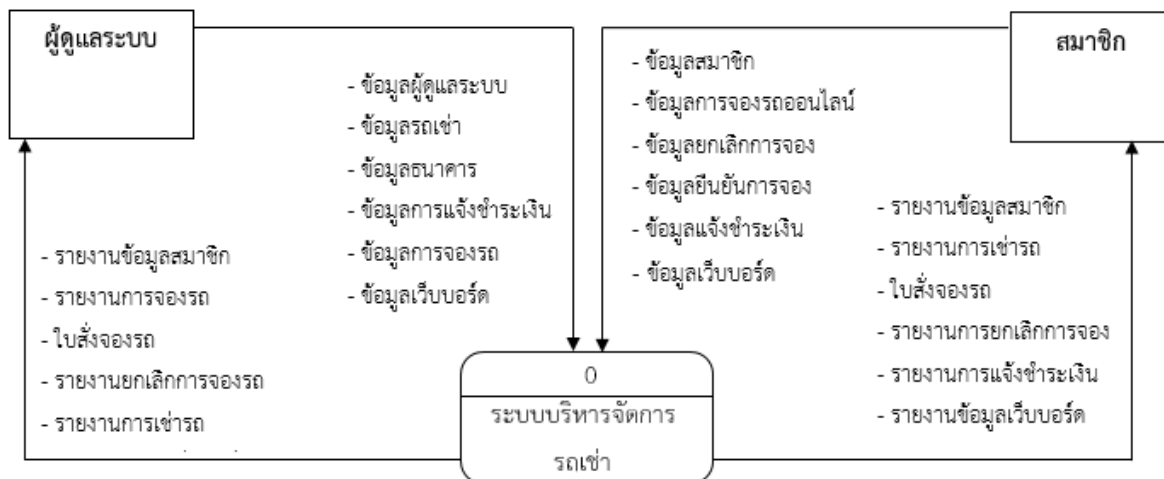 ผู้ดูแลระบบ
สมาชิก
- ข้อมูลผู้ดูแลระบบ
- ข้อมูลรถเช่า
- ข้อมูลธนาคาร
- ข้อมูลการแจ้งชำระเงิน
- ข้อมูลการจองรถ
- ข้อมูลเว็บบอร์ด
- ข้อมูลสมาชิก
- ข้อมูลการจองรถออนไลน์
- ข้อมูลยกเลิกการจอง
- ข้อมูลยืนยันการจอง
- ข้อมูลแจ้งชำระเงิน
- ข้อมูลเว็บบอร์ด
- รายงานข้อมูลสมาชิก
- รายงานการจองรถ
- ใบสั่งจองรถ
- รายงานยกเลิกการจองรถ
- รายงานการเช่ารถ
- รายงานข้อมูลสมาชิก
- รายงานการเช่ารถ
- ใบสั่งจองรถ
- รายงานการยกเลิกการจอง
- รายงานการแจ้งชำระเงิน
- รายงานข้อมูลเว็บบอร์ด
0
ระบบบริหารจัดการ
รถเช่า